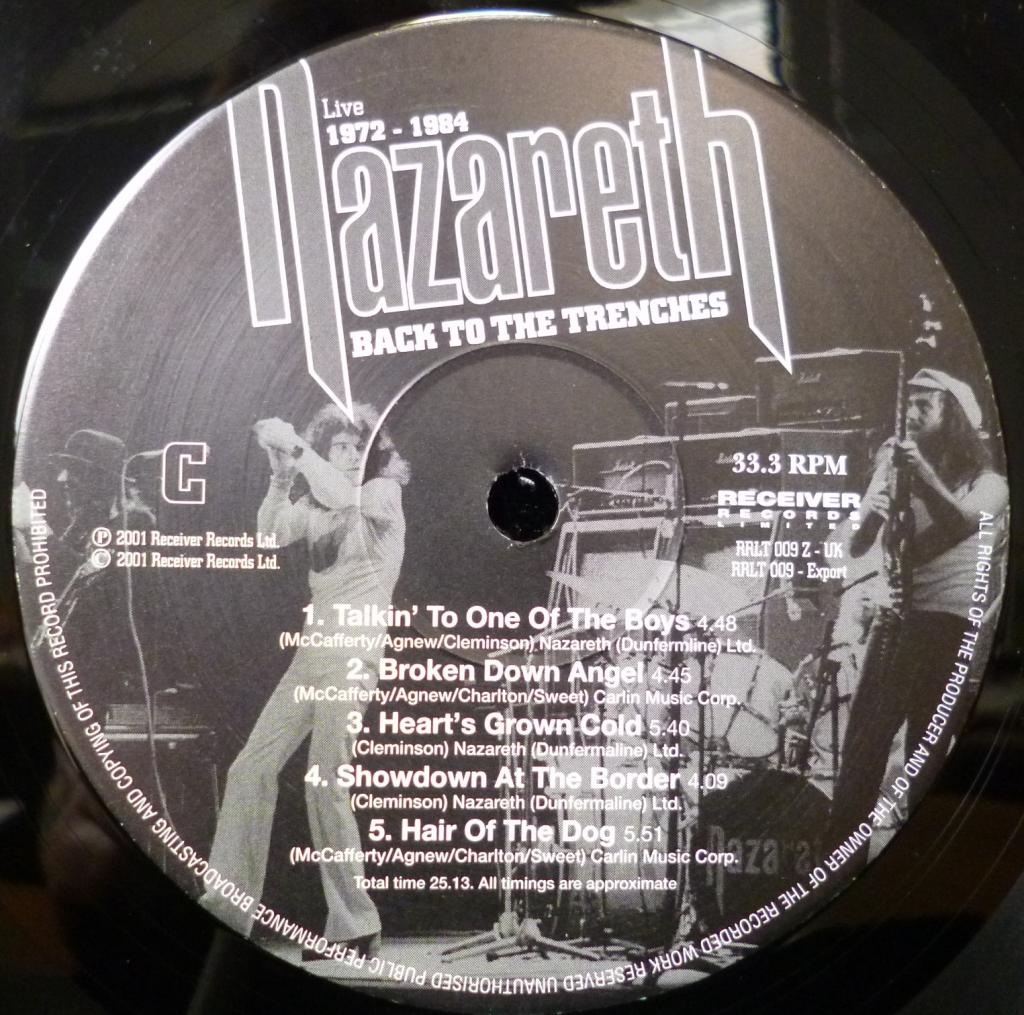 Live
1972 - 1984
Nazareth
BACK TO THE TRENCHES
C
℗ 2001 Receiver Records Ltd.
© 2001 Receiver Records Ltd.
33.3 RPM
RECEIVER
RECORDS
LIMITED
RRLT 009 Z - UK
RRLT 009 - Export
1. Talkin' To One Of The Boys 4,48
(McCafferty/Agnew/Cleminson) Nazareth (Dunfermline) Ltd.
2. Broken Down Angel 4.45
(McCafferty/Agnew/Charlton/Sweet) Carlin Music Corp.
3. Heart's Grown Cold 5.40
(Cleminson) Nazareth (Dunfermaline) Ltd.
4. Showdown At The Border 4.09
(Cleminson) Nazareth (Dunfermaline) Ltd.
5. Hair Of The Dog 5.51
(McCafferty/Agnew/Charlton/Sweet) Carlin Music Corp.
Total time 25.13. All timings are approximate
Nazareth
ALL RIGHTS OF THE PRODUCER AND OF THE OWNER OF THE RECORDED WORK RESERVED UNAUTHORISED PUBLIC PERFORMANCE BROADCASTING AND COPYING OF THIS RECORD PROHIBITED